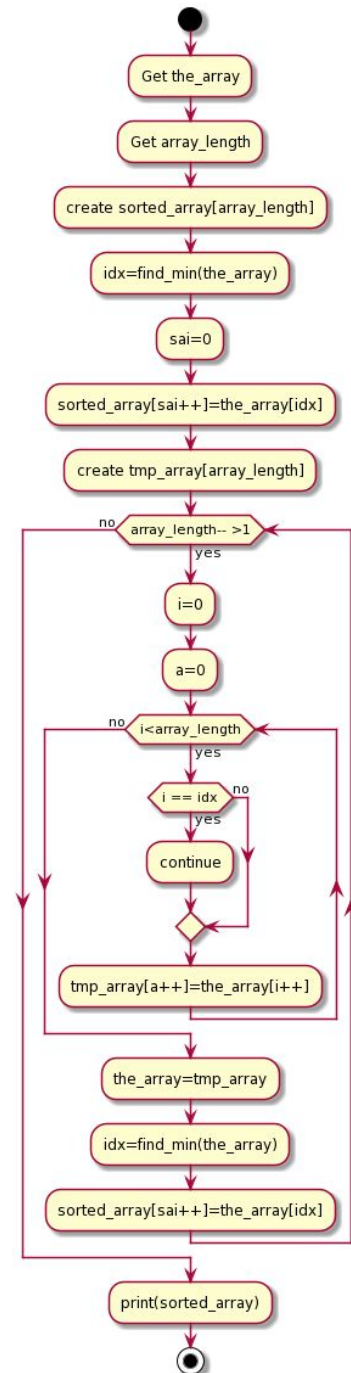 Get the_array
Get array_length
create sorted_array[array_length]
idx=find_min(the_array)
sai=0
sorted_array[sai++]=the_array[idx]
create tmp_array[array_length]
no
array_length-- >1
yes
i=0
a=0
no
i<array_length
yes
i == idx
no
yes
continue
tmp_array[a++]=the_array[i++]
the_array=tmp_array
idx=find_min(the_array)
sorted_array[sai++]=the_array[idx]
print(sorted_array)